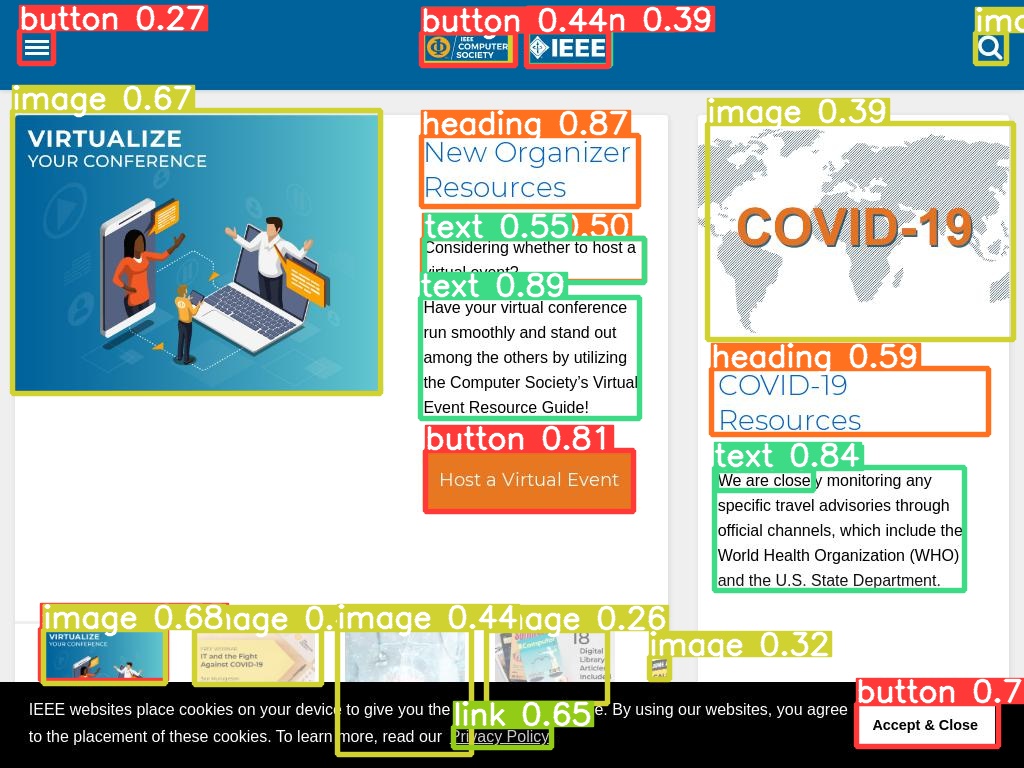 button 0.27
button 0.44
n 0.39
IEEE
COMPUTER
SOCIETY
IEEE
image 0.67
VIRTUALIZE
YOUR CONFERENCE
heading 0.87
New Organizer
Resources
text 0.55
0.50
Considering whether to host a
virtual event?
text 0.89
Have your virtual conference
run smoothly and stand out
among the others by utilizing
the Computer Society’s Virtual
Event Resource Guide!
button 0.81
Host a Virtual Event
image 0.39
COVID-19
heading 0.59
COVID-19
Resources
text 0.84
We are closely monitoring any
specific travel advisories through
official channels, which include the
World Health Organization (WHO)
and the U.S. State Department.
image 0.68
image 0.44
image 0.26
image 0.32
VIRTUALIZE
YOUR CONFERENCE
IT and the Fight
Against COVID-19
18
Digital
Library
Articles
IEEE websites place cookies on your device to give you the
e. By using our websites, you agree
to the placement of these cookies. To learn more, read our Privacy Policy
link 0.65
button 0.7
Accept & Close